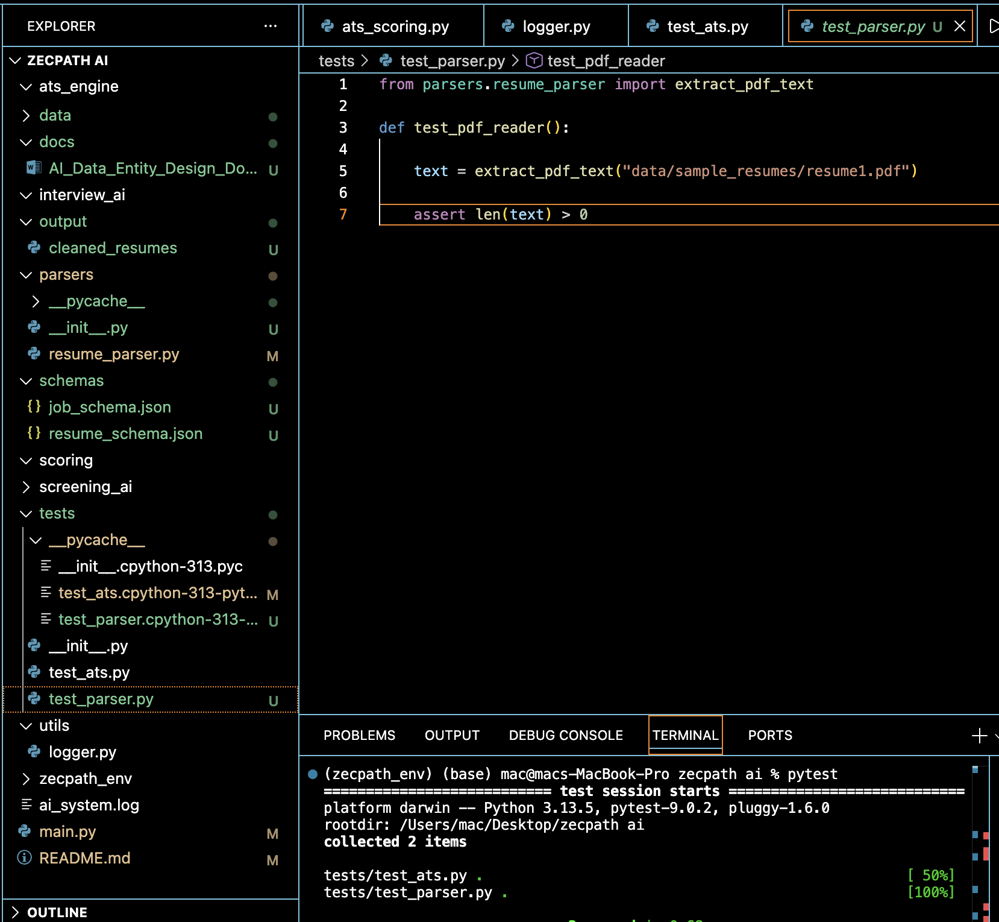 EXPLORER
ZECPATH AI
ats_engine
data
docs
AI_Data_Entity_Design_Do... U
interview_ai
output
cleaned_resumes U
parsers
__pycache__
__init__.py U
resume_parser.py M
schemas
{} job_schema.json U
{} resume_schema.json U
scoring
screening_ai
tests
__pycache__
__init__.cpython-313.pyc
test_ats.cpython-313-pyt... M
test_parser.cpython-313-... U
__init__.py
test_ats.py
test_parser.py U
utils
logger.py
zecpath_env
ai_system.log
main.py M
README.md M
OUTLINE
ats_scoring.py logger.py test_ats.py test_parser.py U
tests > test_parser.py > test_pdf_reader
1 from parsers.resume_parser import extract_pdf_text
2
3 def test_pdf_reader():
4
5 text = extract_pdf_text("data/sample_resumes/resume1.pdf")
6
7 assert len(text) > 0
PROBLEMS OUTPUT DEBUG CONSOLE TERMINAL PORTS
(zecpath_env) (base) mac@macs-MacBook-Pro zecpath ai % pytest
=========================== test session starts ============================
platform darwin -- Python 3.13.5, pytest-9.0.2, pluggy-1.6.0
rootdir: /Users/mac/Desktop/zecpath ai
collected 2 items
tests/test_ats.py . [ 50%]
tests/test_parser.py . [100%]